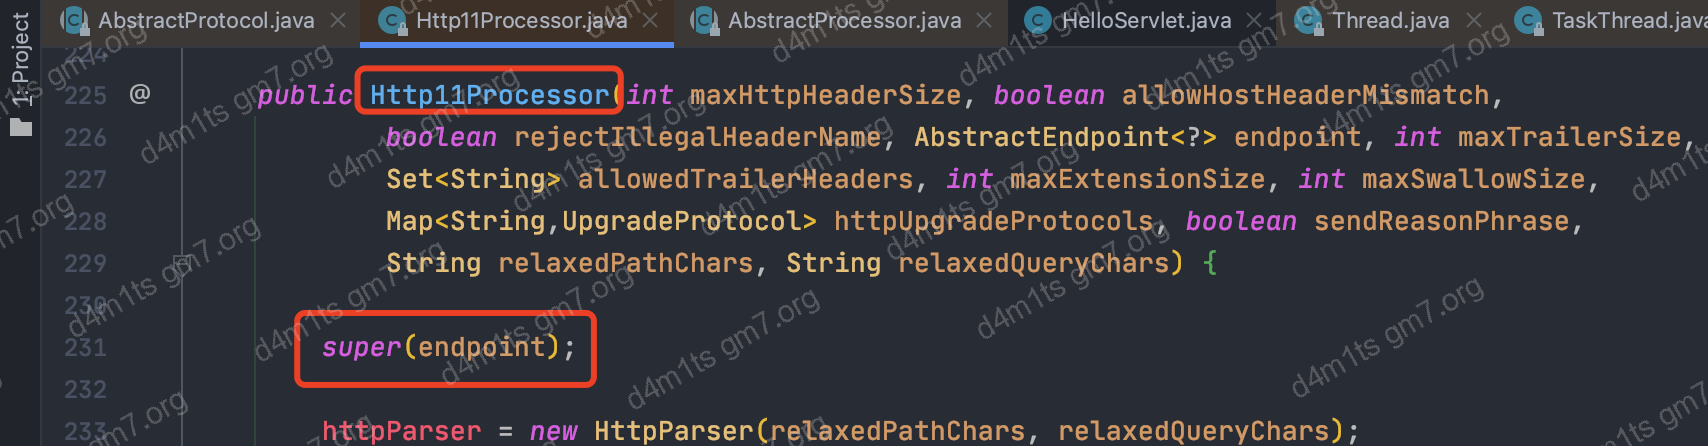 AbstractProtocol.java Http11Processor.java AbstractProcessor.java HelloServlet.java Thread.java TaskThread.java
1: Project
224
225 @ public Http11Processor(int maxHttpHeaderSize, boolean allowHostHeaderMismatch,
226 boolean rejectIllegalHeaderName, AbstractEndpoint<?> endpoint, int maxTrailerSize,
227 Set<String> allowedTrailerHeaders, int maxExtensionSize, int maxSwallowSize,
228 Map<String,UpgradeProtocol> httpUpgradeProtocols, boolean sendReasonPhrase,
229 String relaxedPathChars, String relaxedQueryChars) {
230
231 super(endpoint);
232
233 httpParser = new HttpParser(relaxedPathChars, relaxedQueryChars);
d4m1ts gm7.org